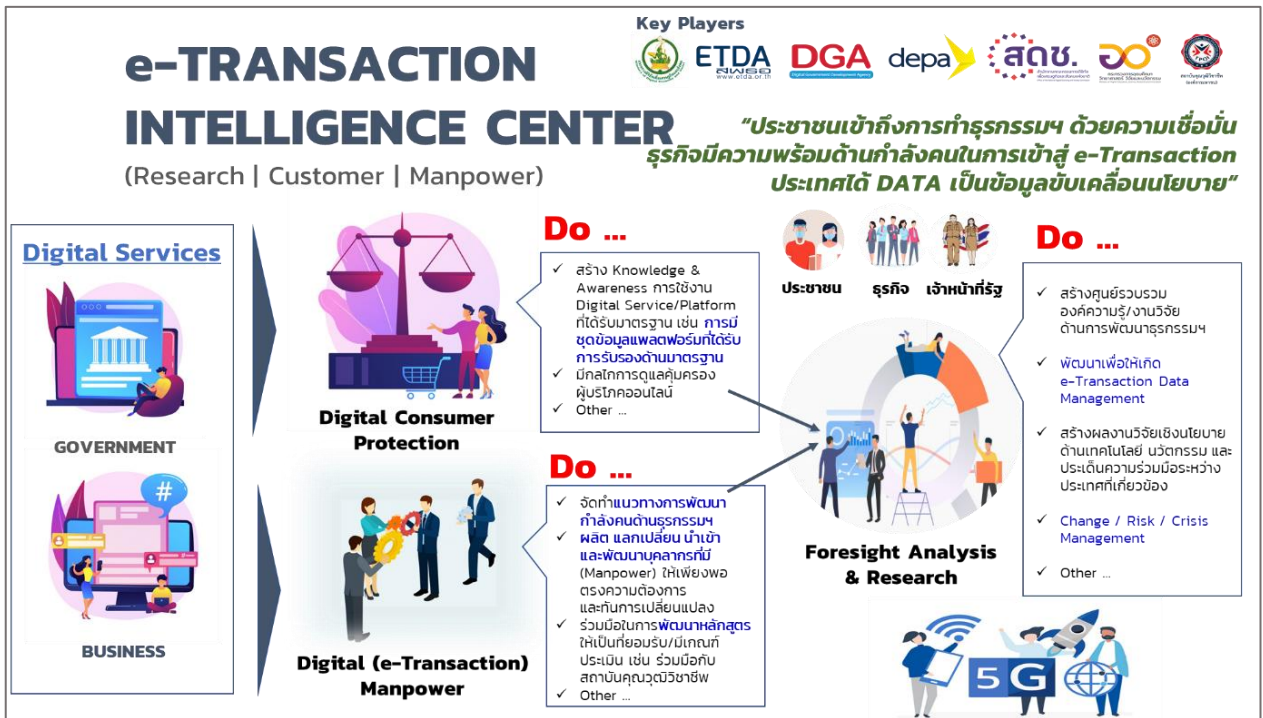 Key Players
e-TRANSACTION
INTELLIGENCE CENTER
(Research | Customer | Manpower)
ETDA
สพธอ
www.etda.or.th
DGA
Digital Government Development Agency
depa
สดช.
"ประชาชนเข้าถึงการทำธุรกรรมฯ ด้วยความเชื่อมั่น
ธุรกิจมีความพร้อมด้านกำลังคนในการเข้าสู่ e-Transaction
ประเทศได้ DATA เป็นข้อมูลขับเคลื่อนนโยบาย"
Digital Services
GOVERNMENT
#
BUSINESS
Digital Consumer
Protection
Do ...
✓ สร้าง Knowledge &
Awareness การใช้งาน
Digital Service/Platform
ที่ได้รับมาตรฐาน เช่น การมี
ชุดข้อมูลแพลตฟอร์มที่ได้รับ
การรับรองด้านมาตรฐาน
✓ มีกลไกการดูแลคุ้มครอง
ผู้บริโภคออนไลน์
✓ Other ...
Digital (e-Transaction)
Manpower
Do ...
✓ จัดทำแนวทางการพัฒนา
กำลังคนด้านธุรกรรมฯ
✓ ผลิต แลกเปลี่ยน นำเข้า
และพัฒนาบุคลากรที่มี
(Manpower) ให้เพียงพอ
ตรงความต้องการ
และทันการเปลี่ยนแปลง
✓ ร่วมมือในการพัฒนาหลักสูตร
ให้เป็นที่ยอมรับ/มีเกณฑ์
ประเมิน เช่น ร่วมมือกับ
สถาบันคุณวุฒิวิชาชีพ
✓ Other ...
ประชาชน
ธุรกิจ
เจ้าหน้าที่รัฐ
Foresight Analysis
& Research
Do ...
✓ สร้างศูนย์รวบรวม
องค์ความรู้/งานวิจัย
ด้านการพัฒนาธุรกรรมฯ
✓ พัฒนาเพื่อให้เกิด
e-Transaction Data
Management
✓ สร้างผลงานวิจัยเชิงนโยบาย
ด้านเทคโนโลยี นวัตกรรม และ
ประเด็นความร่วมมือระหว่าง
ประเทศที่เกี่ยวข้อง
✓ Change / Risk / Crisis
Management
✓ Other ...
5G